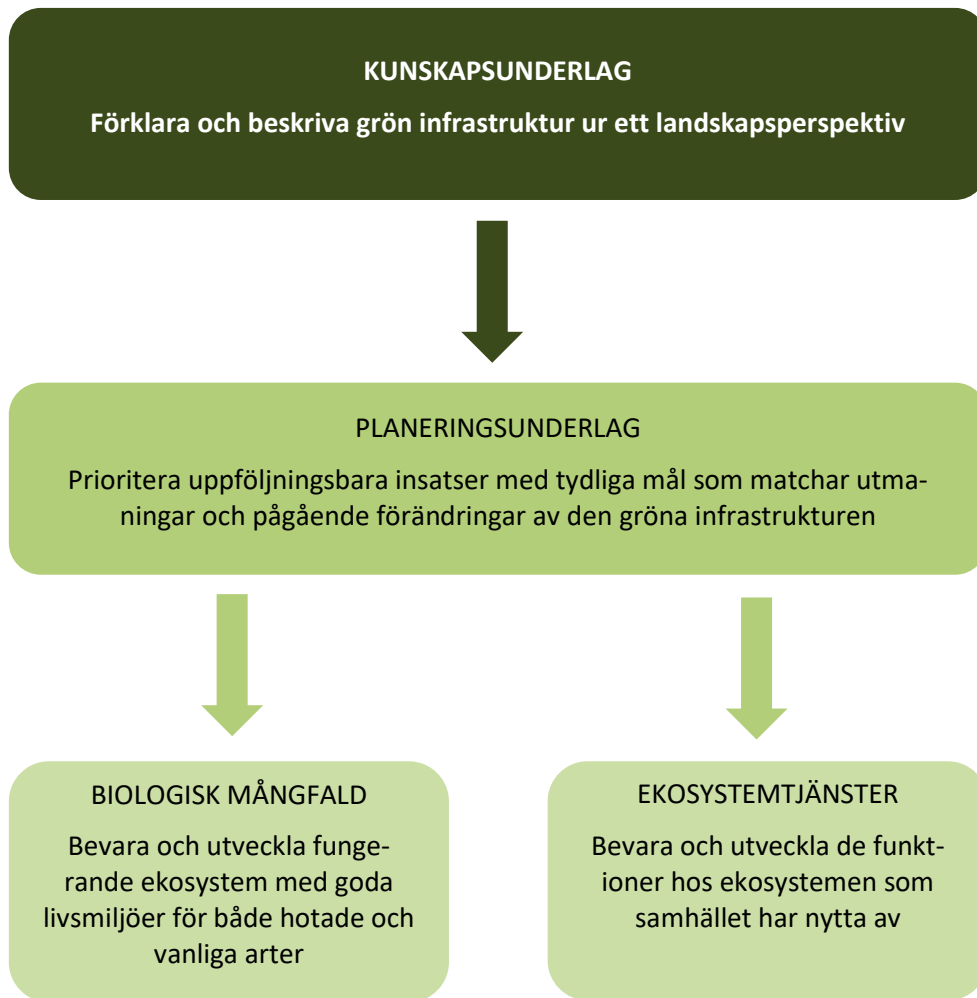 KUNSKAPSUNDERLAG
Förklara och beskriva grön infrastruktur ur ett landskapsperspektiv
PLANERINGSUNDERLAG
Prioritera uppföljningsbara insatser med tydliga mål som matchar utma-
ningar och pågående förändringar av den gröna infrastrukturen
BIOLOGISK MÅNGFALD
Bevara och utveckla funge-
rande ekosystem med goda
livsmiljöer för både hotade och
vanliga arter
EKOSYSTEMTJÄNSTER
Bevara och utveckla de funkt-
ioner hos ekosystemen som
samhället har nytta av